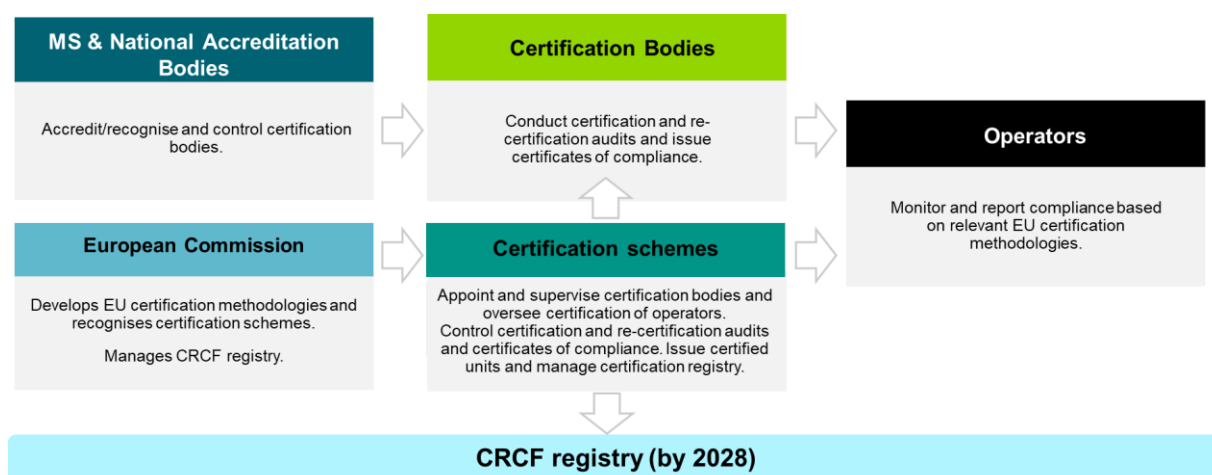 MS & National Accreditation
Bodies
Accredit/recognise and control certification
bodies.
Certification Bodies
Conduct certification and re-
certification audits and issue
certificates of compliance.
Operators
Monitor and report compliance based
on relevant EU certification
methodologies.
European Commission
Develops EU certification methodologies and
recognises certification schemes.
Manages CRCF registry.
Certification schemes
Appoint and supervise certification bodies and
oversee certification of operators.
Control certification and re-certification audits
and certificates of compliance. Issue certified
units and manage certification registry.
CRCF registry (by 2028)